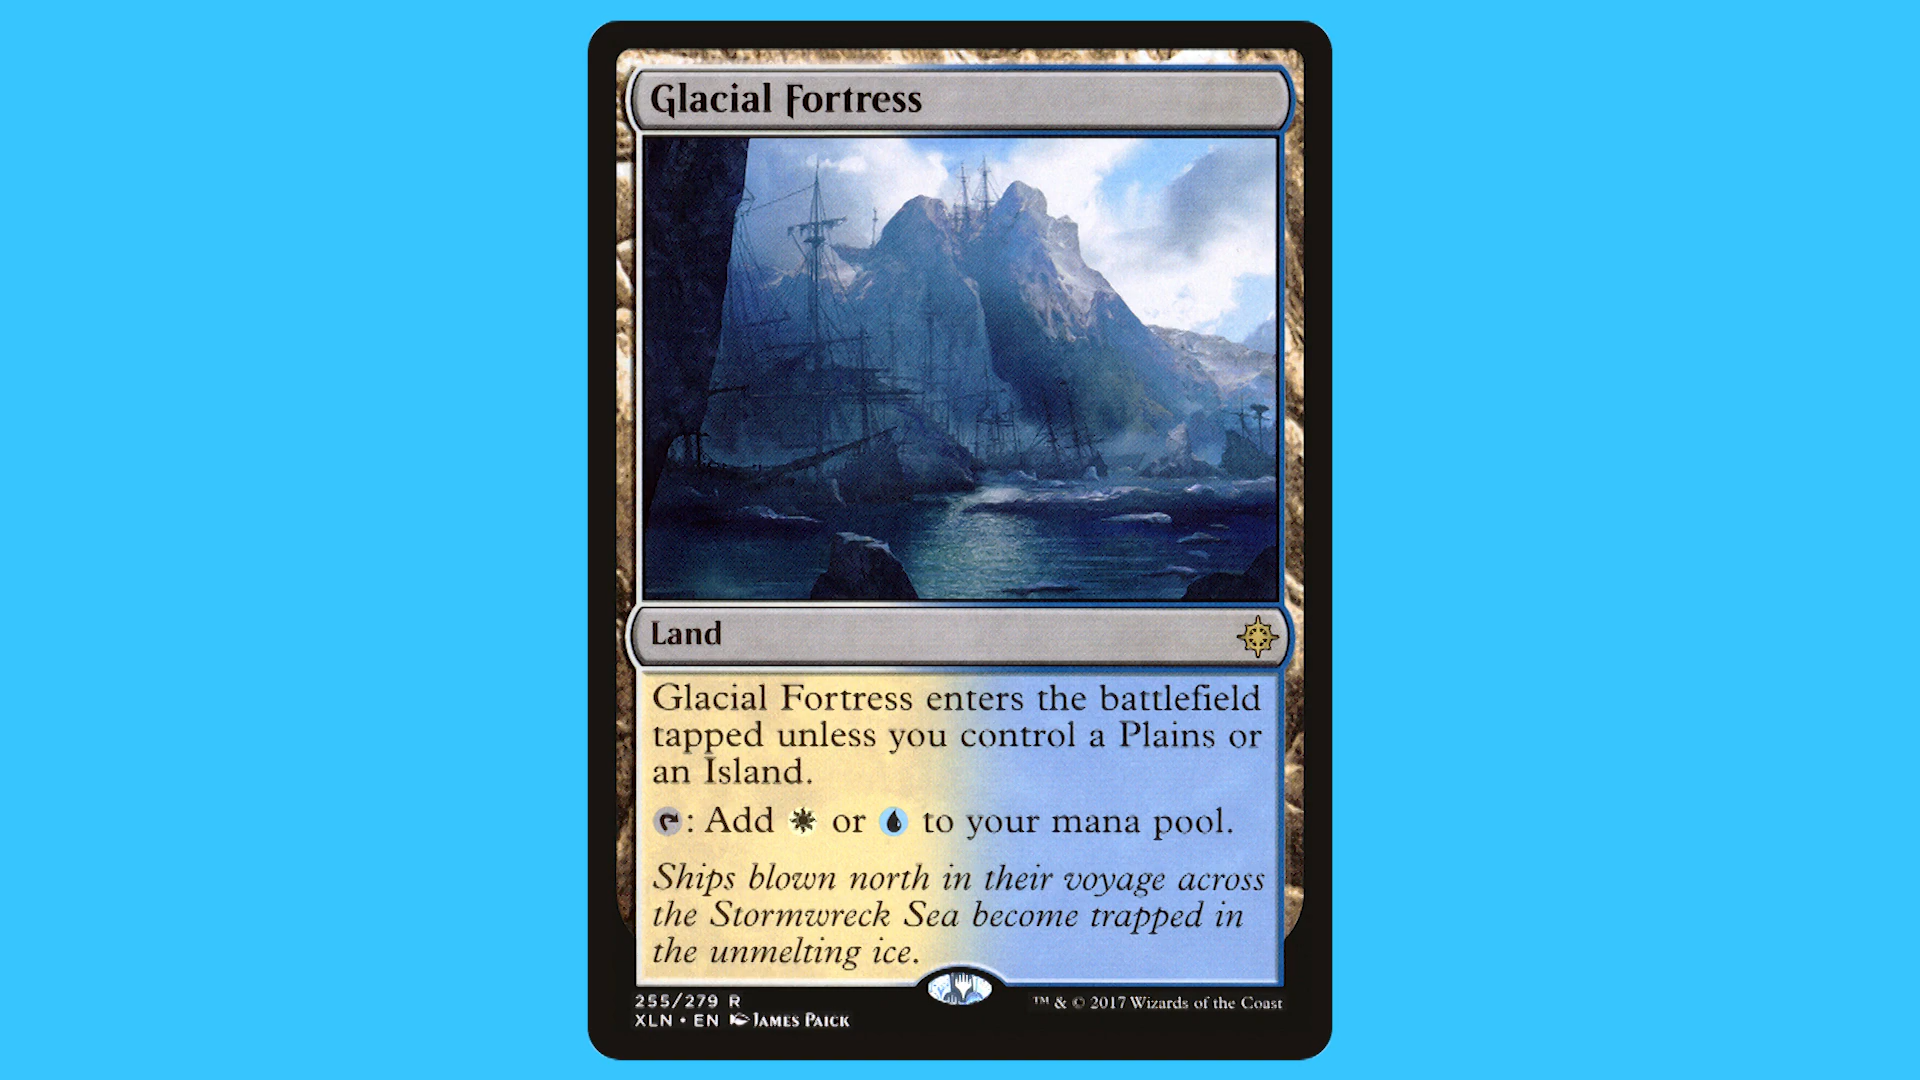 Glacial Fortress
Land
Glacial Fortress enters the battlefield
tapped unless you control a Plains or
an Island.
: Add or to your mana pool.
Ships blown north in their voyage across
the Stormwreck Sea become trapped in
the unmelting ice.
255/279 R
XLN • EN James Paick
™ & © 2017 Wizards of the Coast